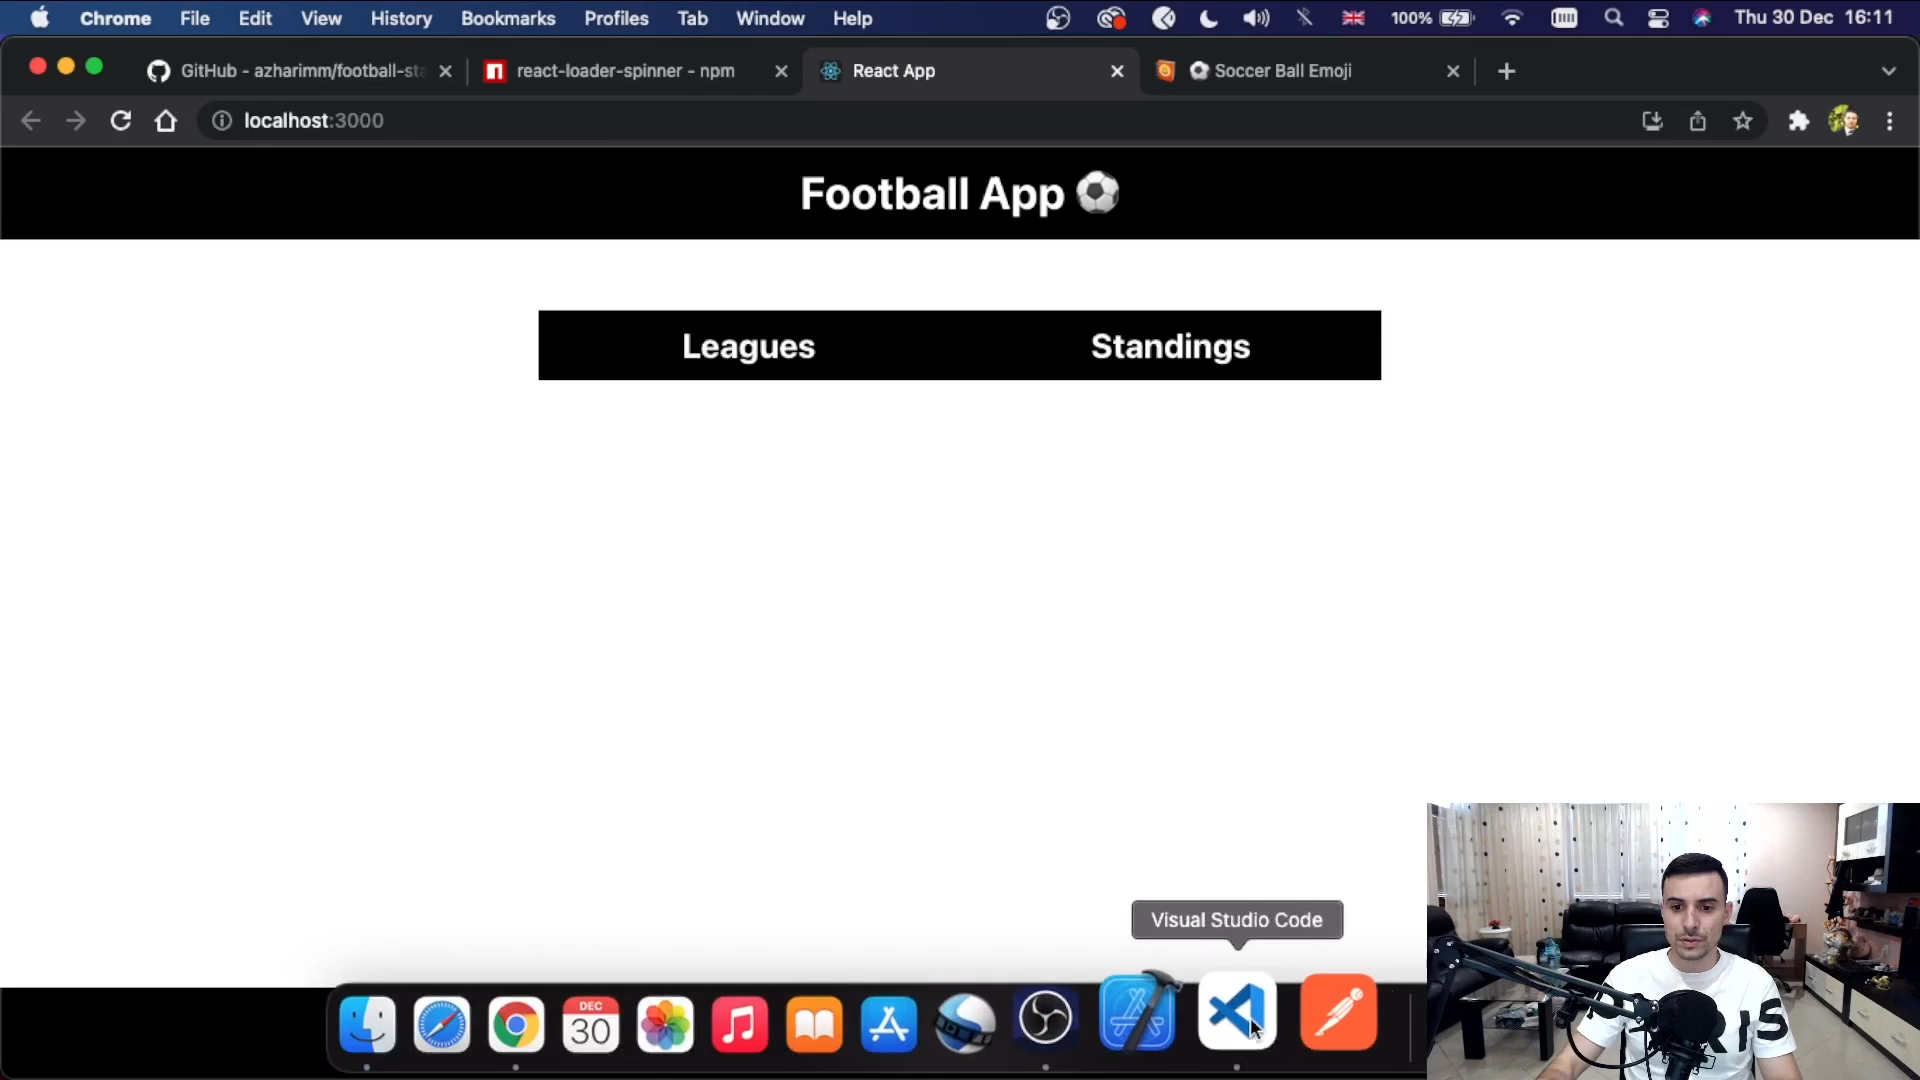 Chrome File Edit View History Bookmarks Profiles Tab Window Help 100% Thu 30 Dec 16:11
GitHub - azharimm/football-sta react-loader-spinner - npm React App ⚽ Soccer Ball Emoji
localhost:3000
Football App ⚽
Leagues Standings
Visual Studio Code
DEC
30